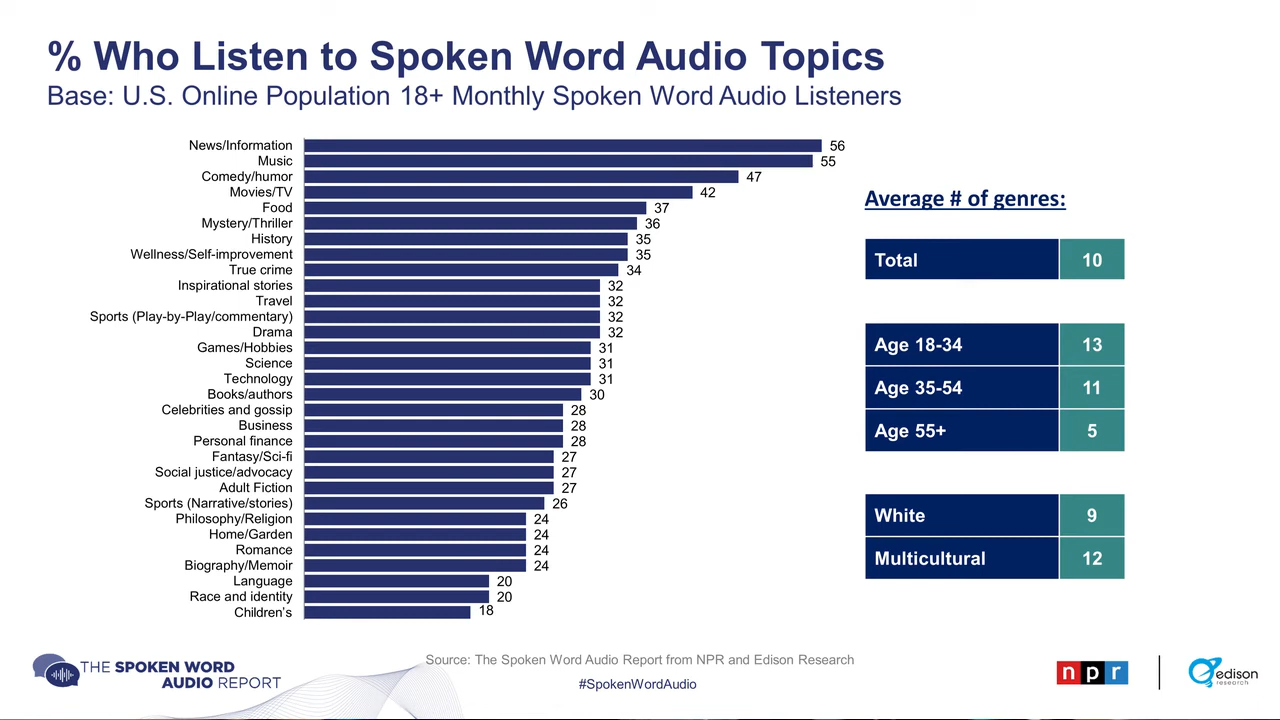 % Who Listen to Spoken Word Audio Topics
Base: U.S. Online Population 18+ Monthly Spoken Word Audio Listeners
News/Information 56
Music 55
Comedy/humor 47
Movies/TV 42
Food 37
Mystery/Thriller 36
History 35
Wellness/Self-improvement 35
True crime 34
Inspirational stories 32
Travel 32
Sports (Play-by-Play/commentary) 32
Drama 32
Games/Hobbies 31
Science 31
Technology 31
Books/authors 30
Celebrities and gossip 28
Business 28
Personal finance 28
Fantasy/Sci-fi 27
Social justice/advocacy 27
Adult Fiction 27
Sports (Narrative/stories) 26
Philosophy/Religion 24
Home/Garden 24
Romance 24
Biography/Memoir 24
Language 20
Race and identity 20
Children's 18
Average # of genres:
Total 10
Age 18-34 13
Age 35-54 11
Age 55+ 5
White 9
Multicultural 12
THE SPOKEN WORD
AUDIO REPORT
Source: The Spoken Word Audio Report from NPR and Edison Research
#SpokenWordAudio
npr
edison
research